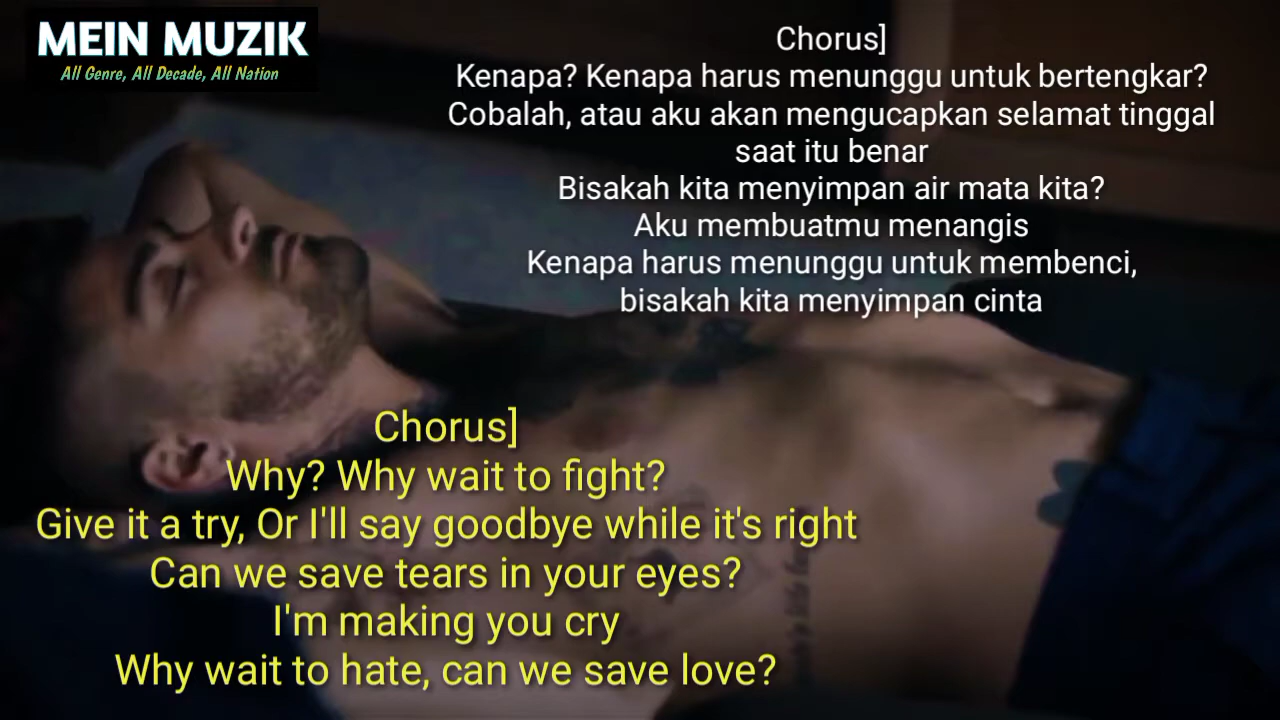 MEIN MUZIK
All Genre, All Decade, All Nation
Chorus]
Kenapa? Kenapa harus menunggu untuk bertengkar?
Cobalah, atau aku akan mengucapkan selamat tinggal
saat itu benar
Bisakah kita menyimpan air mata kita?
Aku membuatmu menangis
Kenapa harus menunggu untuk membenci,
bisakah kita menyimpan cinta
Chorus]
Why? Why wait to fight?
Give it a try, Or I'll say goodbye while it's right
Can we save tears in your eyes?
I'm making you cry
Why wait to hate, can we save love?